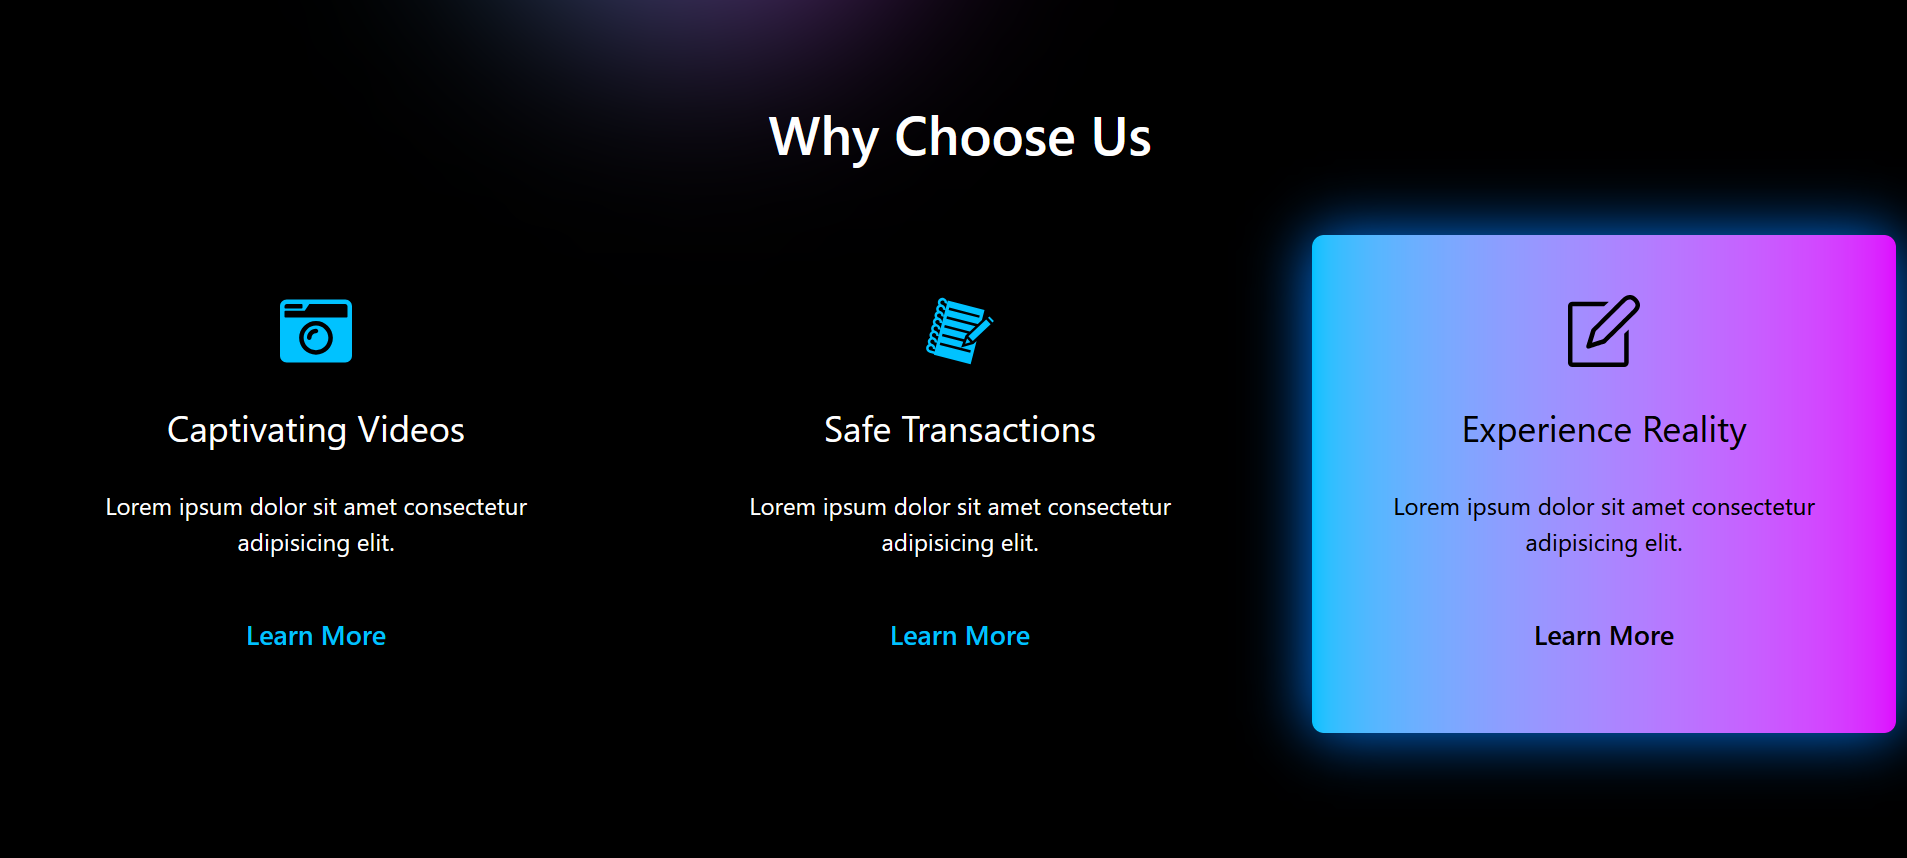 Why Choose Us
Captivating Videos
Lorem ipsum dolor sit amet consectetur
adipisicing elit.
Learn More
Safe Transactions
Lorem ipsum dolor sit amet consectetur
adipisicing elit.
Learn More
Experience Reality
Lorem ipsum dolor sit amet consectetur
adipisicing elit.
Learn More